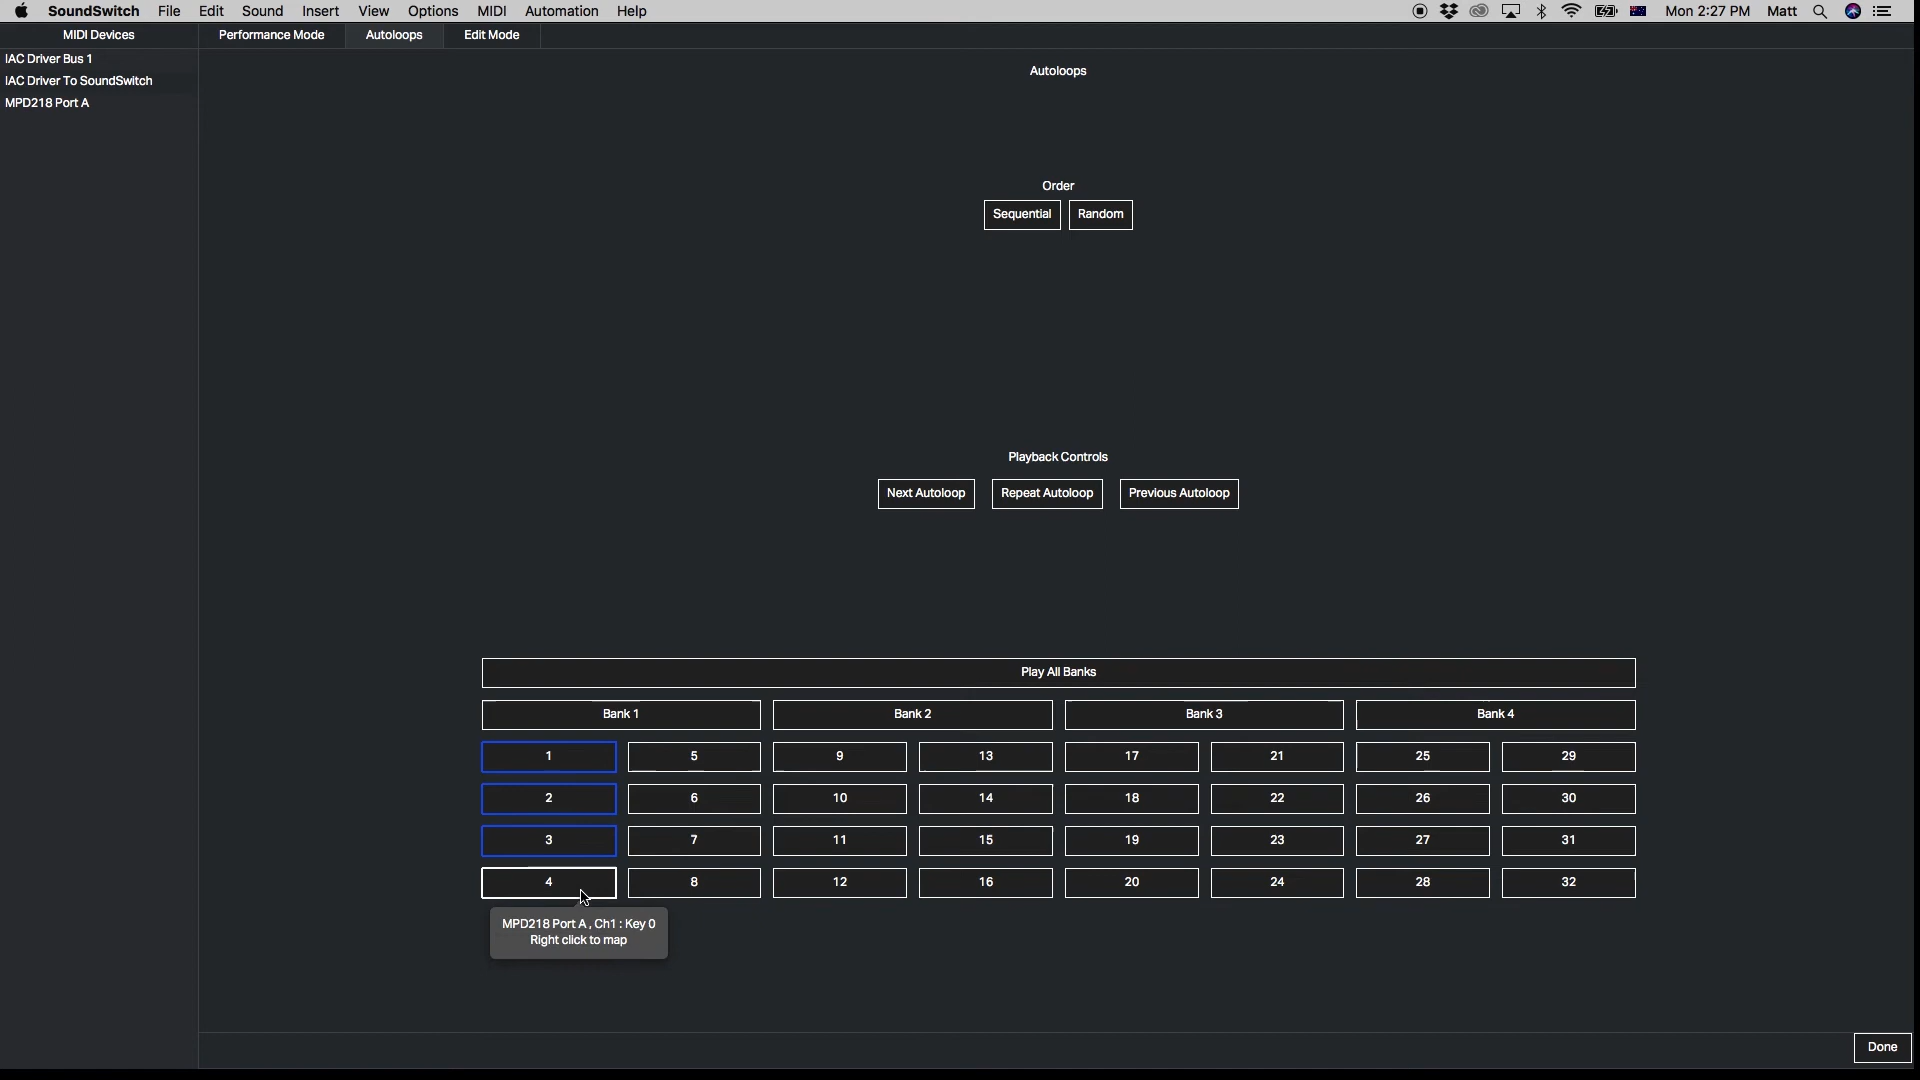 SoundSwitch File Edit Sound Insert View Options MIDI Automation Help Mon 2:27 PM Matt
MIDI Devices Performance Mode Autoloops Edit Mode
IAC Driver Bus 1
IAC Driver To SoundSwitch
MPD218 Port A
Autoloops
Order
Sequential Random
Playback Controls
Next Autoloop Repeat Autoloop Previous Autoloop
Play All Banks
Bank 1 Bank 2 Bank 3 Bank 4
1 5 9 13 17 21 25 29
2 6 10 14 18 22 26 30
3 7 11 15 19 23 27 31
4 8 12 16 20 24 28 32
MPD218 Port A , Ch1 : Key 0
Right click to map
Done